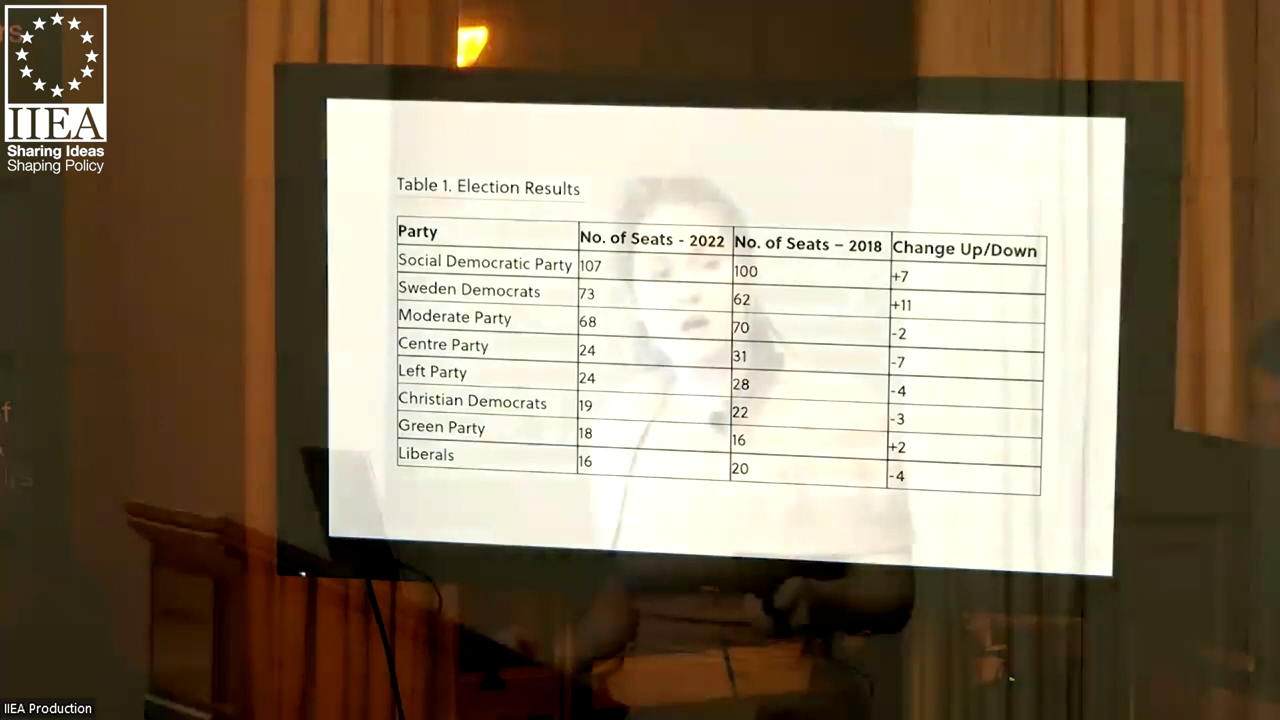 IIEA
Sharing Ideas
Shaping Policy
Table 1. Election Results
Party No. of Seats - 2022 No. of Seats – 2018 Change Up/Down
Social Democratic Party 107 100 +7
Sweden Democrats 73 62 +11
Moderate Party 68 70 -2
Centre Party 24 31 -7
Left Party 24 28 -4
Christian Democrats 19 22 -3
Green Party 18 16 +2
Liberals 16 20 -4
IIEA Production